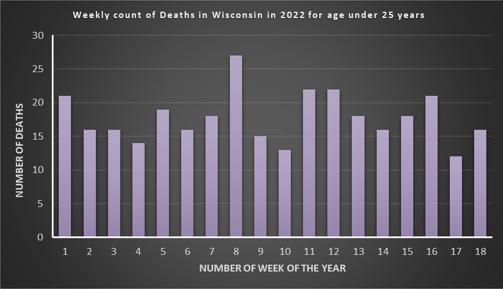 Weekly count of Deaths in Wisconsin in 2022 for age under 25 years
30
25
20
15
10
5
0
NUMBER OF DEATHS
1 2 3 4 5 6 7 8 9 10 11 12 13 14 15 16 17 18
NUMBER OF WEEK OF THE YEAR